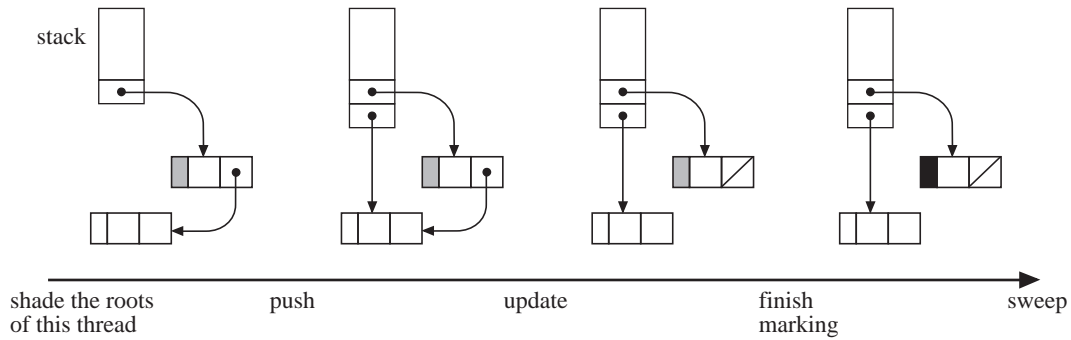 stack
shade the roots
of this thread
push
update
finish
marking
sweep